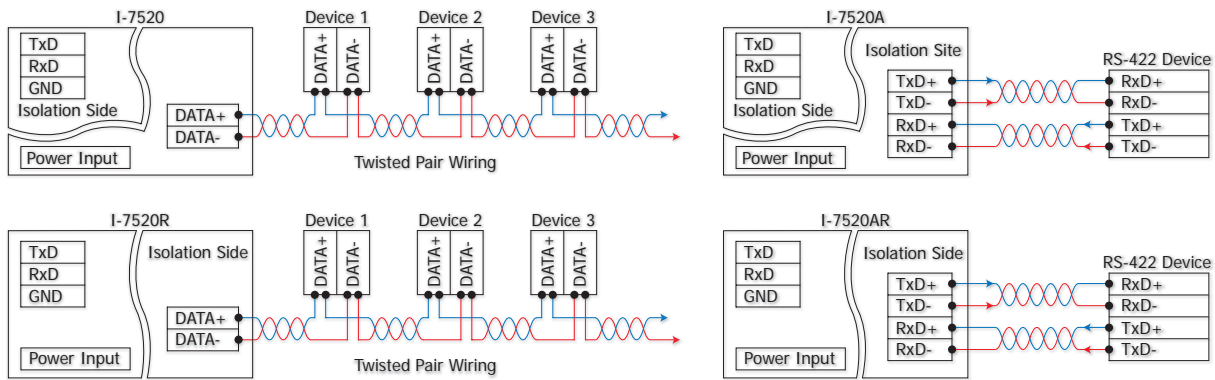 I-7520
Device 1
Device 2
Device 3
TxD
RxD
GND
Isolation Side
Power Input
DATA+
DATA-
DATA+
DATA-
DATA+
DATA-
DATA+
DATA-
Twisted Pair Wiring
I-7520A
TxD
RxD
GND
Isolation Side
Power Input
Isolation Site
TxD+
TxD-
RxD+
RxD-
RS-422 Device
RxD+
RxD-
TxD+
TxD-
I-7520R
Device 1
Device 2
Device 3
TxD
RxD
GND
Isolation Side
Power Input
DATA+
DATA-
DATA+
DATA-
DATA+
DATA-
DATA+
DATA-
Twisted Pair Wiring
I-7520AR
TxD
RxD
GND
Power Input
Isolation Side
TxD+
TxD-
RxD+
RxD-
RS-422 Device
RxD+
RxD-
TxD+
TxD-